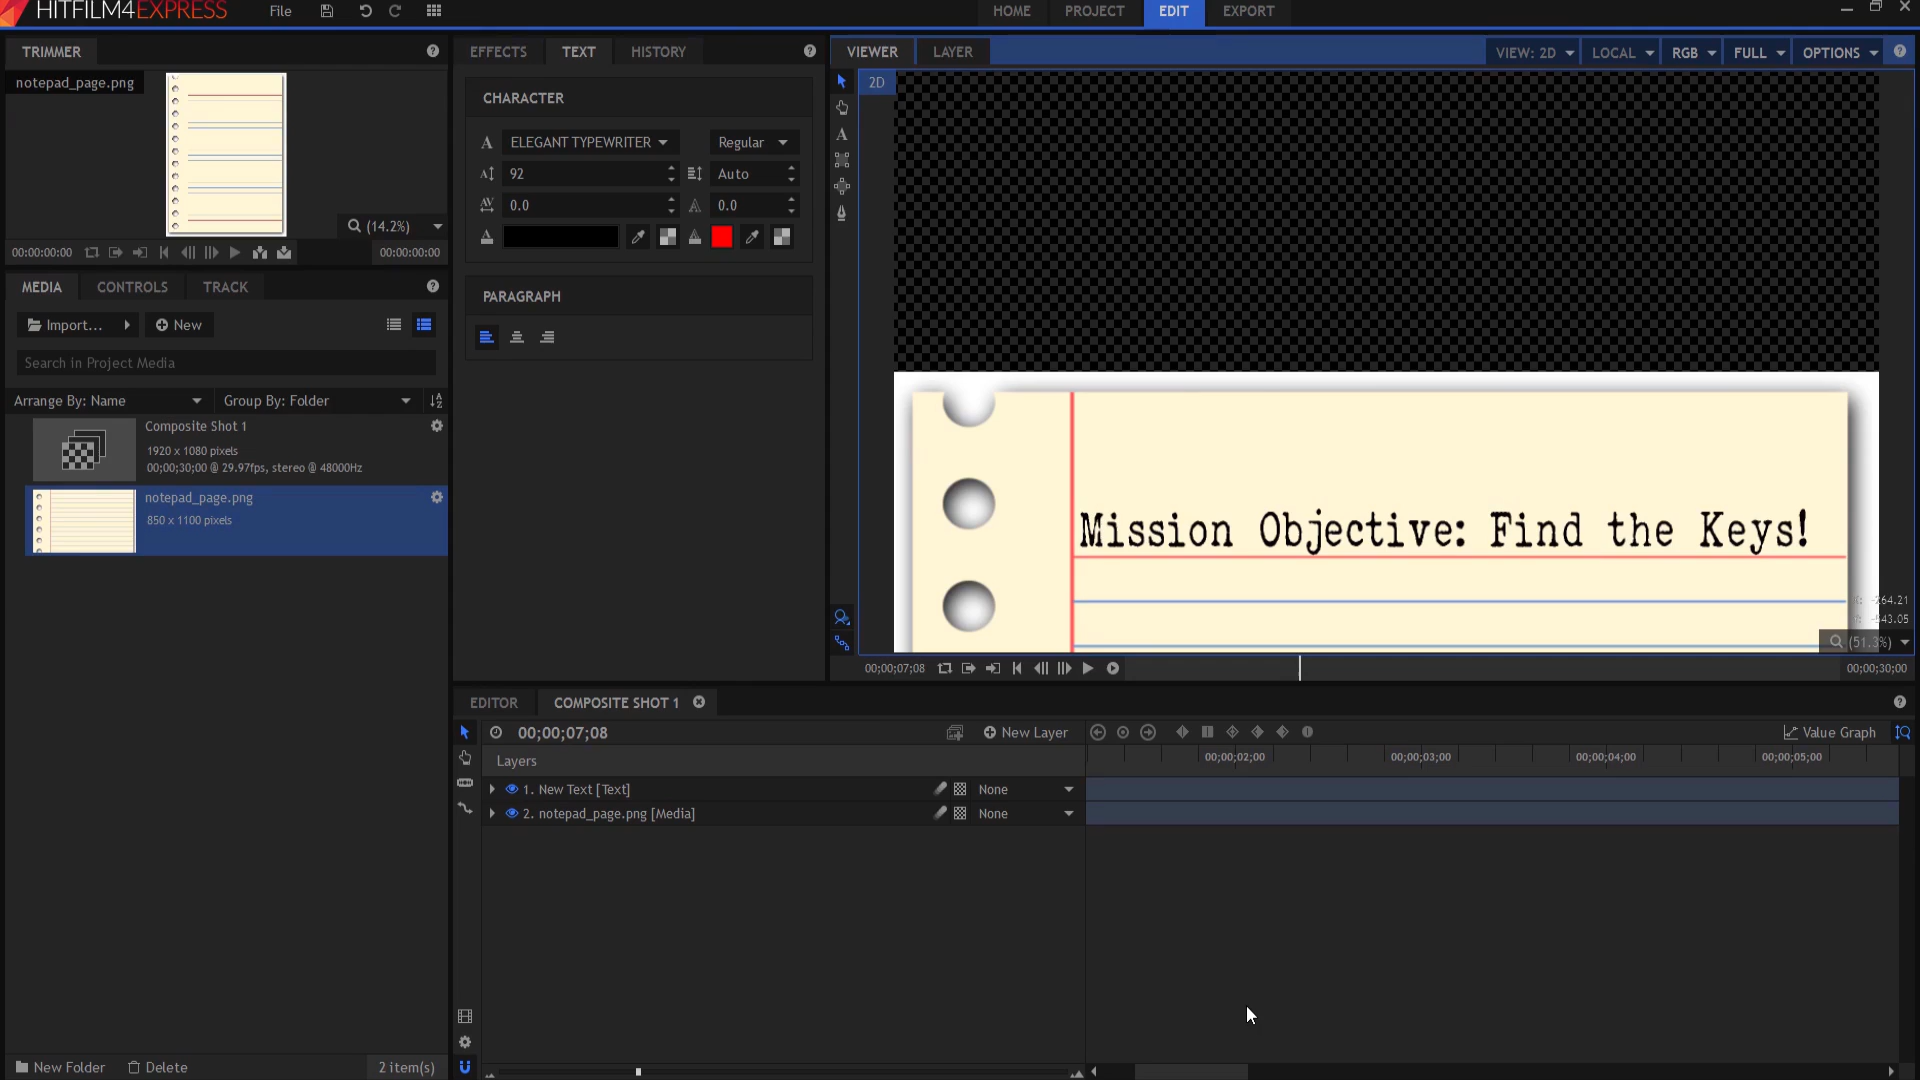 HITFILM4EXPRESS File HOME PROJECT EDIT EXPORT
TRIMMER
notepad_page.png
(14.2%)
00:00:00:00 00:00:00:00
MEDIA CONTROLS TRACK
Import... New
Search in Project Media
Arrange By: Name Group By: Folder
Composite Shot 1
1920 x 1080 pixels
00;00;30;00 @ 29.97fps, stereo @ 48000Hz
notepad_page.png
850 x 1100 pixels
New Folder Delete 2 item(s)
EFFECTS TEXT HISTORY
CHARACTER
ELEGANT TYPEWRITER Regular
92 Auto
0.0 0.0
PARAGRAPH
VIEWER LAYER VIEW: 2D LOCAL RGB FULL OPTIONS
2D
Mission Objective: Find the Keys!
(51.3%)
00;00;07;08 00;00;30;00
EDITOR COMPOSITE SHOT 1
00;00;07;08 New Layer Value Graph
Layers 00;00;02;00 00;00;03;00 00;00;04;00 00;00;05;00
1. New Text [Text] None
2. notepad_page.png [Media] None